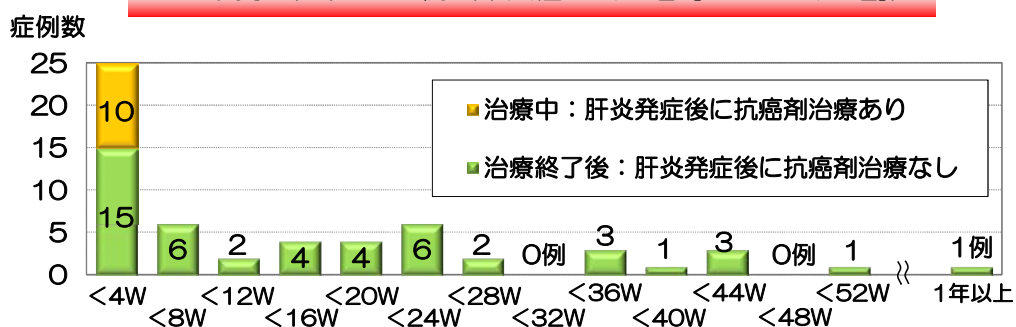 症例数
25
20
15
10
5
0
10
15
6
2
4
4
6
2
0例
3
1
3
0例
1
1例
治療中：肝炎発症後に抗癌剤治療あり
治療終了後：肝炎発症後に抗癌剤治療なし
<4W
<8W
<12W
<16W
<20W
<24W
<28W
<32W
<36W
<40W
<44W
<48W
<52W
1年以上